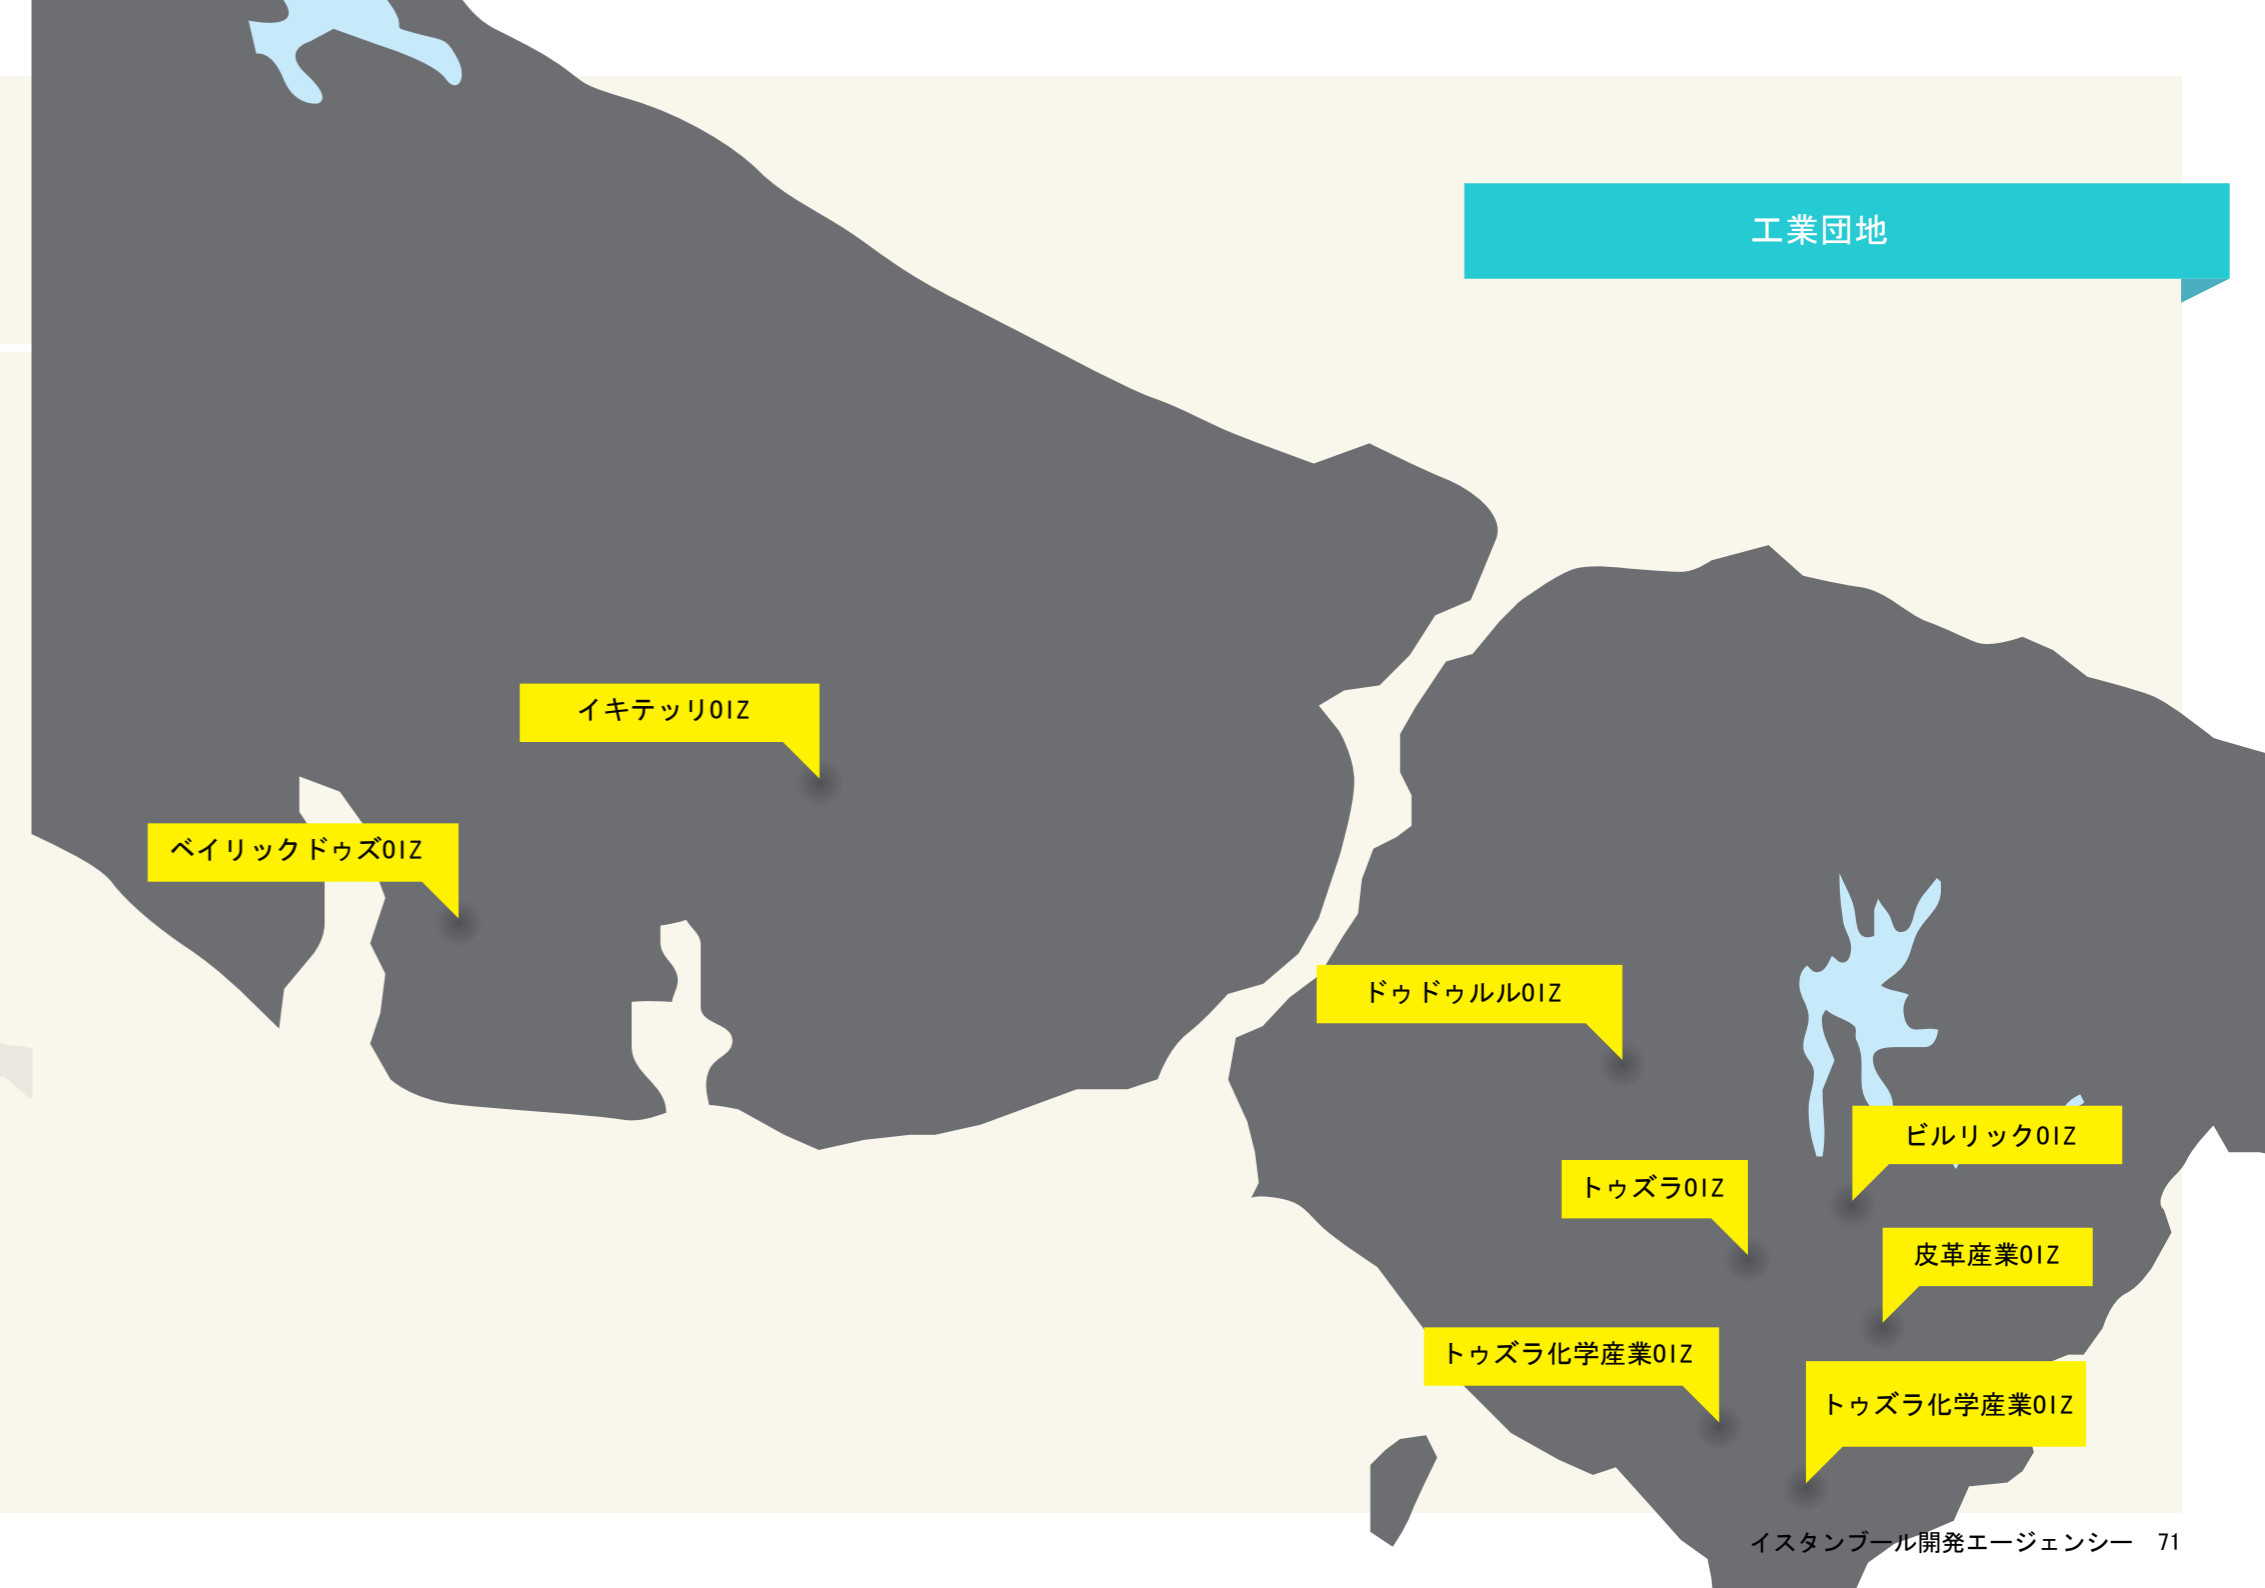 工業団地
イキテッリOIZ
ベイリックドゥズOIZ
ドゥドゥルルOIZ
ビルリックOIZ
トゥズラOIZ
皮革産業OIZ
トゥズラ化学産業OIZ
トゥズラ化学産業OIZ
イスタンブール開発エージェンシー 71